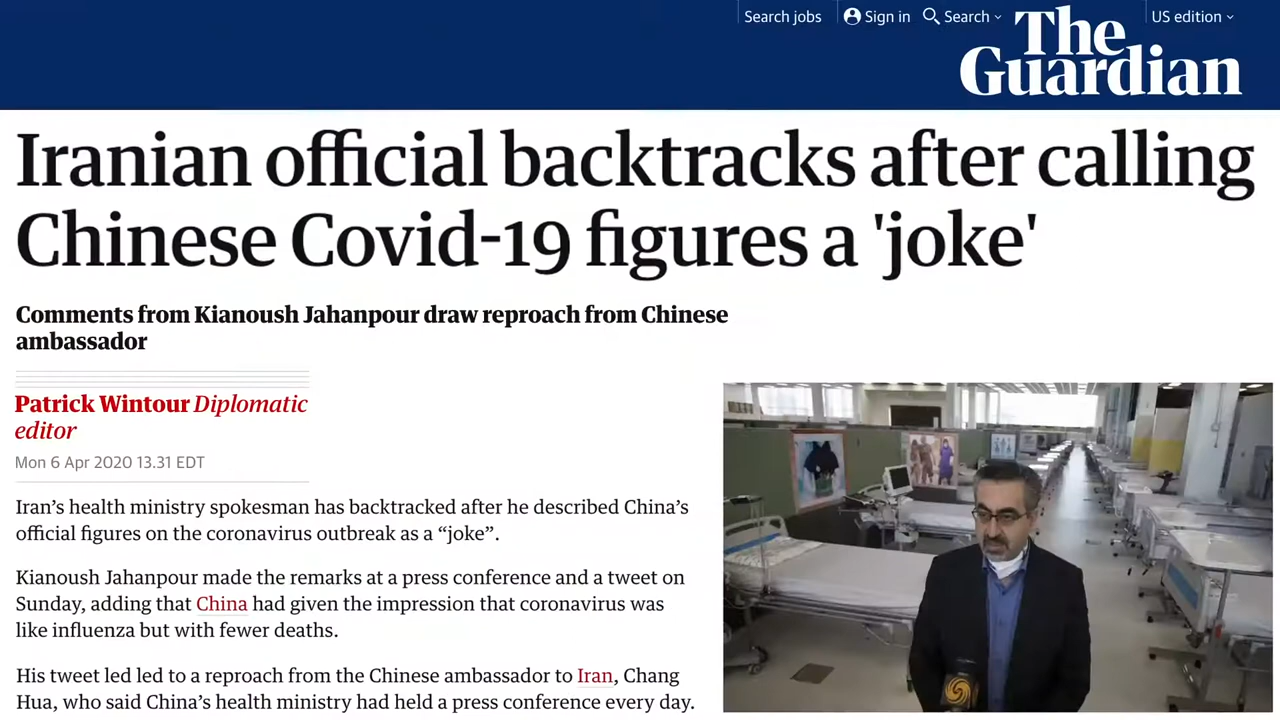 Search jobs
Sign in
Search
US edition
The
Guardian
Iranian official backtracks after calling
Chinese Covid-19 figures a 'joke'
Comments from Kianoush Jahanpour draw reproach from Chinese
ambassador
Patrick Wintour Diplomatic
editor
Mon 6 Apr 2020 13.31 EDT
Iran’s health ministry spokesman has backtracked after he described China’s
official figures on the coronavirus outbreak as a “joke”.
Kianoush Jahanpour made the remarks at a press conference and a tweet on
Sunday, adding that China had given the impression that coronavirus was
like influenza but with fewer deaths.
His tweet led led to a reproach from the Chinese ambassador to Iran, Chang
Hua, who said China’s health ministry had held a press conference every day.